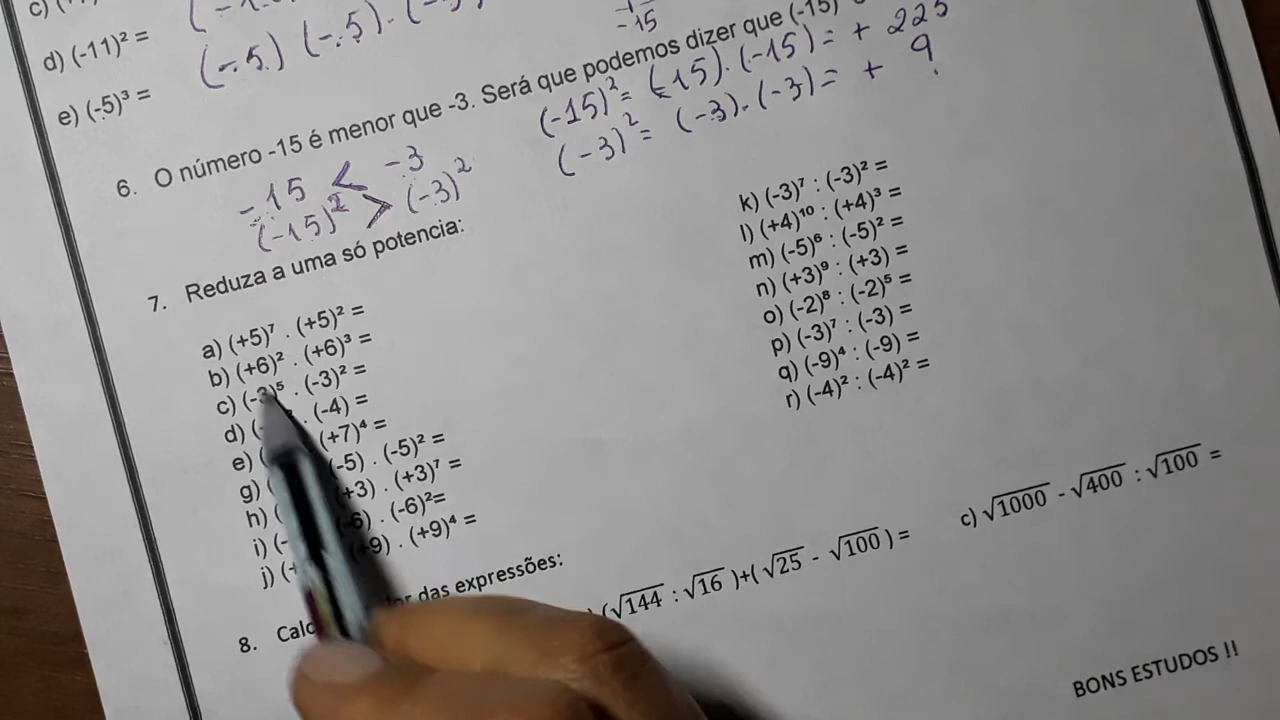 d) (-11)² =
(-.5) (-.5) .
-15
e) (-5)³ =
6. O número -15 é menor que -3. Será que podemos dizer que (-15)
-15 < -3
(-15)² > (-3)²
(-15)² = (-15) . (-15) = + 225
(-3)² = (-3) . (-3) = + 9
7. Reduza a uma só potencia:
a) (+5)⁷ . (+5)² =
b) (+6)² . (+6)³ =
c) (-3)⁵ . (-3)² =
d) ( . (-4) =
e) ( (+7)⁴ =
g) ( (-5) . (-5)² =
h) ( +3) . (+3)⁷ =
i) (- -6) . (-6)²=
j) (+ +9) . (+9)⁴ =
k) (-3)⁷ : (-3)² =
l) (+4)¹⁰ : (+4)³ =
m) (-5)⁶ : (-5)² =
n) (+3)⁹ : (+3) =
o) (-2)⁸ : (-2)⁵ =
p) (-3)⁷ : (-3) =
q) (-9)⁴ : (-9) =
r) (-4)² : (-4)² =
8. Calc das expressões:
(√144 : √16 )+(√25 - √100 ) =
c) √1000 - √400 : √100 =
BONS ESTUDOS !!